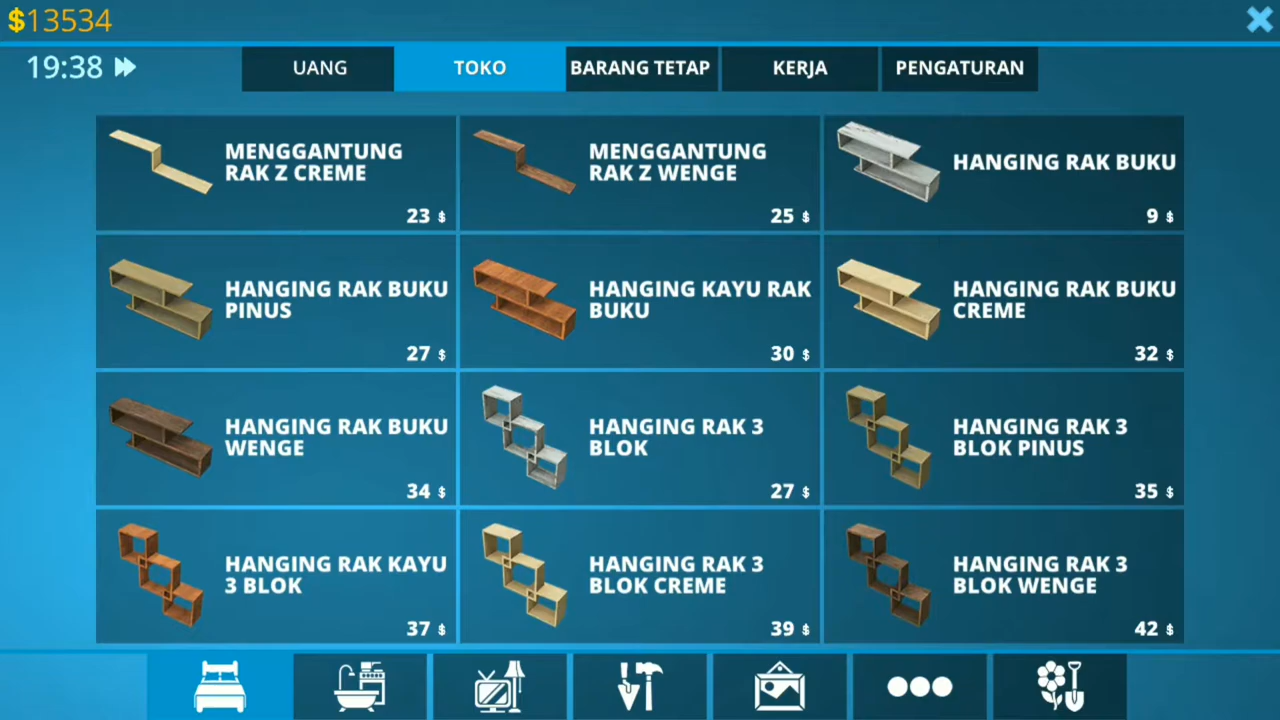 $13534
19:38
UANG
TOKO
BARANG TETAP
KERJA
PENGATURAN
MENGGANTUNG
RAK Z CREME
23 $
MENGGANTUNG
RAK Z WENGE
25 $
HANGING RAK BUKU
9 $
HANGING RAK BUKU
PINUS
27 $
HANGING KAYU RAK
BUKU
30 $
HANGING RAK BUKU
CREME
32 $
HANGING RAK BUKU
WENGE
34 $
HANGING RAK 3
BLOK
27 $
HANGING RAK 3
BLOK PINUS
35 $
HANGING RAK KAYU
3 BLOK
37 $
HANGING RAK 3
BLOK CREME
39 $
HANGING RAK 3
BLOK WENGE
42 $